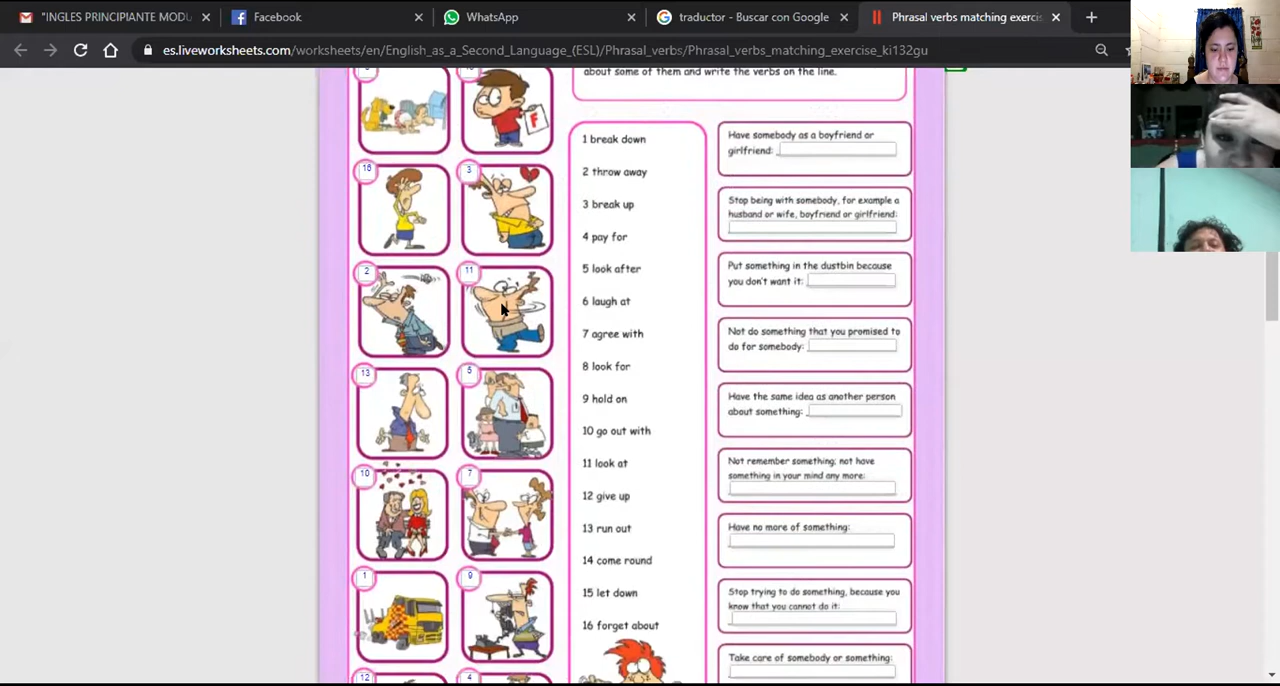 "INGLES PRINCIPIANTE MODU
Facebook
WhatsApp
traductor - Buscar con Google
Phrasal verbs matching exercis
es.liveworksheets.com/worksheets/en/English_as_a_Second_Language_(ESL)/Phrasal_verbs/Phrasal_verbs_matching_exercise_ki132gu
about some of them and write the verbs on the line.
F
16
3
2
11
13
5
10
7
1
9
12
4
1 break down
2 throw away
3 break up
4 pay for
5 look after
6 laugh at
7 agree with
8 look for
9 hold on
10 go out with
11 look at
12 give up
13 run out
14 come round
15 let down
16 forget about
Have somebody as a boyfriend or
girlfriend:
Stop being with somebody, for example a
husband or wife, boyfriend or girlfriend:
Put something in the dustbin because
you don't want it:
Not do something that you promised to
do for somebody:
Have the same idea as another person
about something:
Not remember something; not have
something in your mind any more:
Have no more of something:
Stop trying to do something, because you
know that you cannot do it:
Take care of somebody or something: